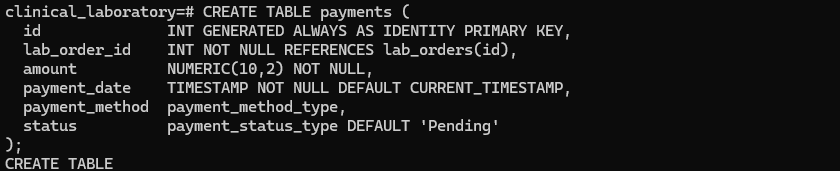 clinical_laboratory=# CREATE TABLE payments (
  id              INT GENERATED ALWAYS AS IDENTITY PRIMARY KEY,
  lab_order_id    INT NOT NULL REFERENCES lab_orders(id),
  amount          NUMERIC(10,2) NOT NULL,
  payment_date    TIMESTAMP NOT NULL DEFAULT CURRENT_TIMESTAMP,
  payment_method  payment_method_type,
  status          payment_status_type DEFAULT 'Pending'
);
CREATE TABLE